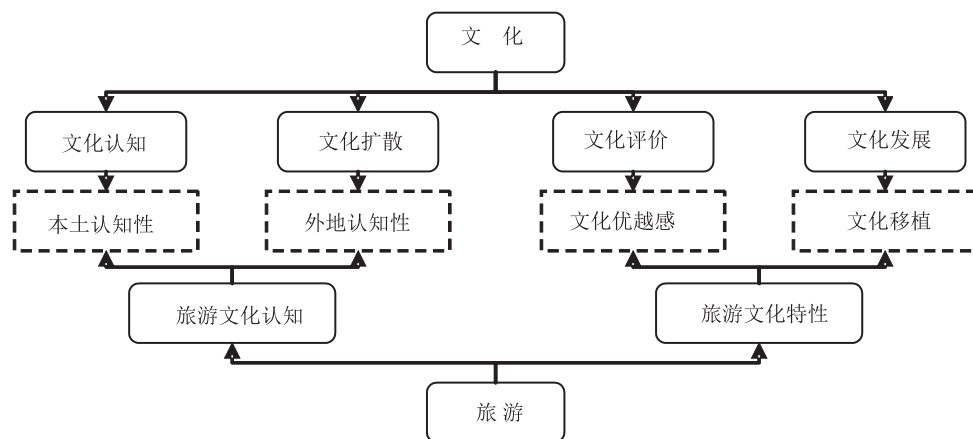 文 化
文化认知
文化扩散
文化评价
文化发展
本土认知性
外地认知性
文化优越感
文化移植
旅游文化认知
旅游文化特性
旅 游